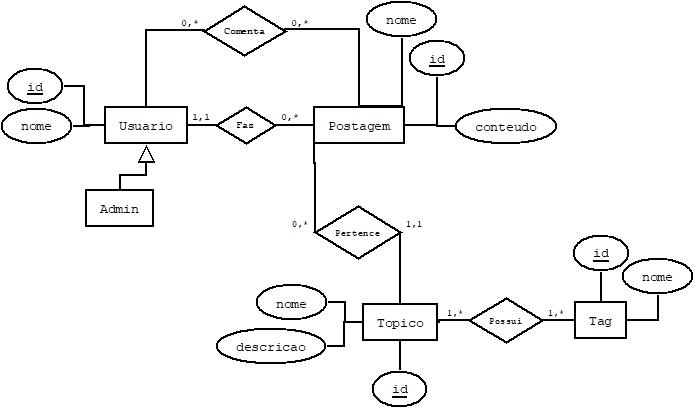 nome
0,*
Comenta
0,*
id
id
nome
Usuario
1,1
Faz
0,*
Postagem
conteudo
Admin
0,*
Pertence
1,1
id
nome
nome
Topico
1,*
Possui
1,*
Tag
descricao
id